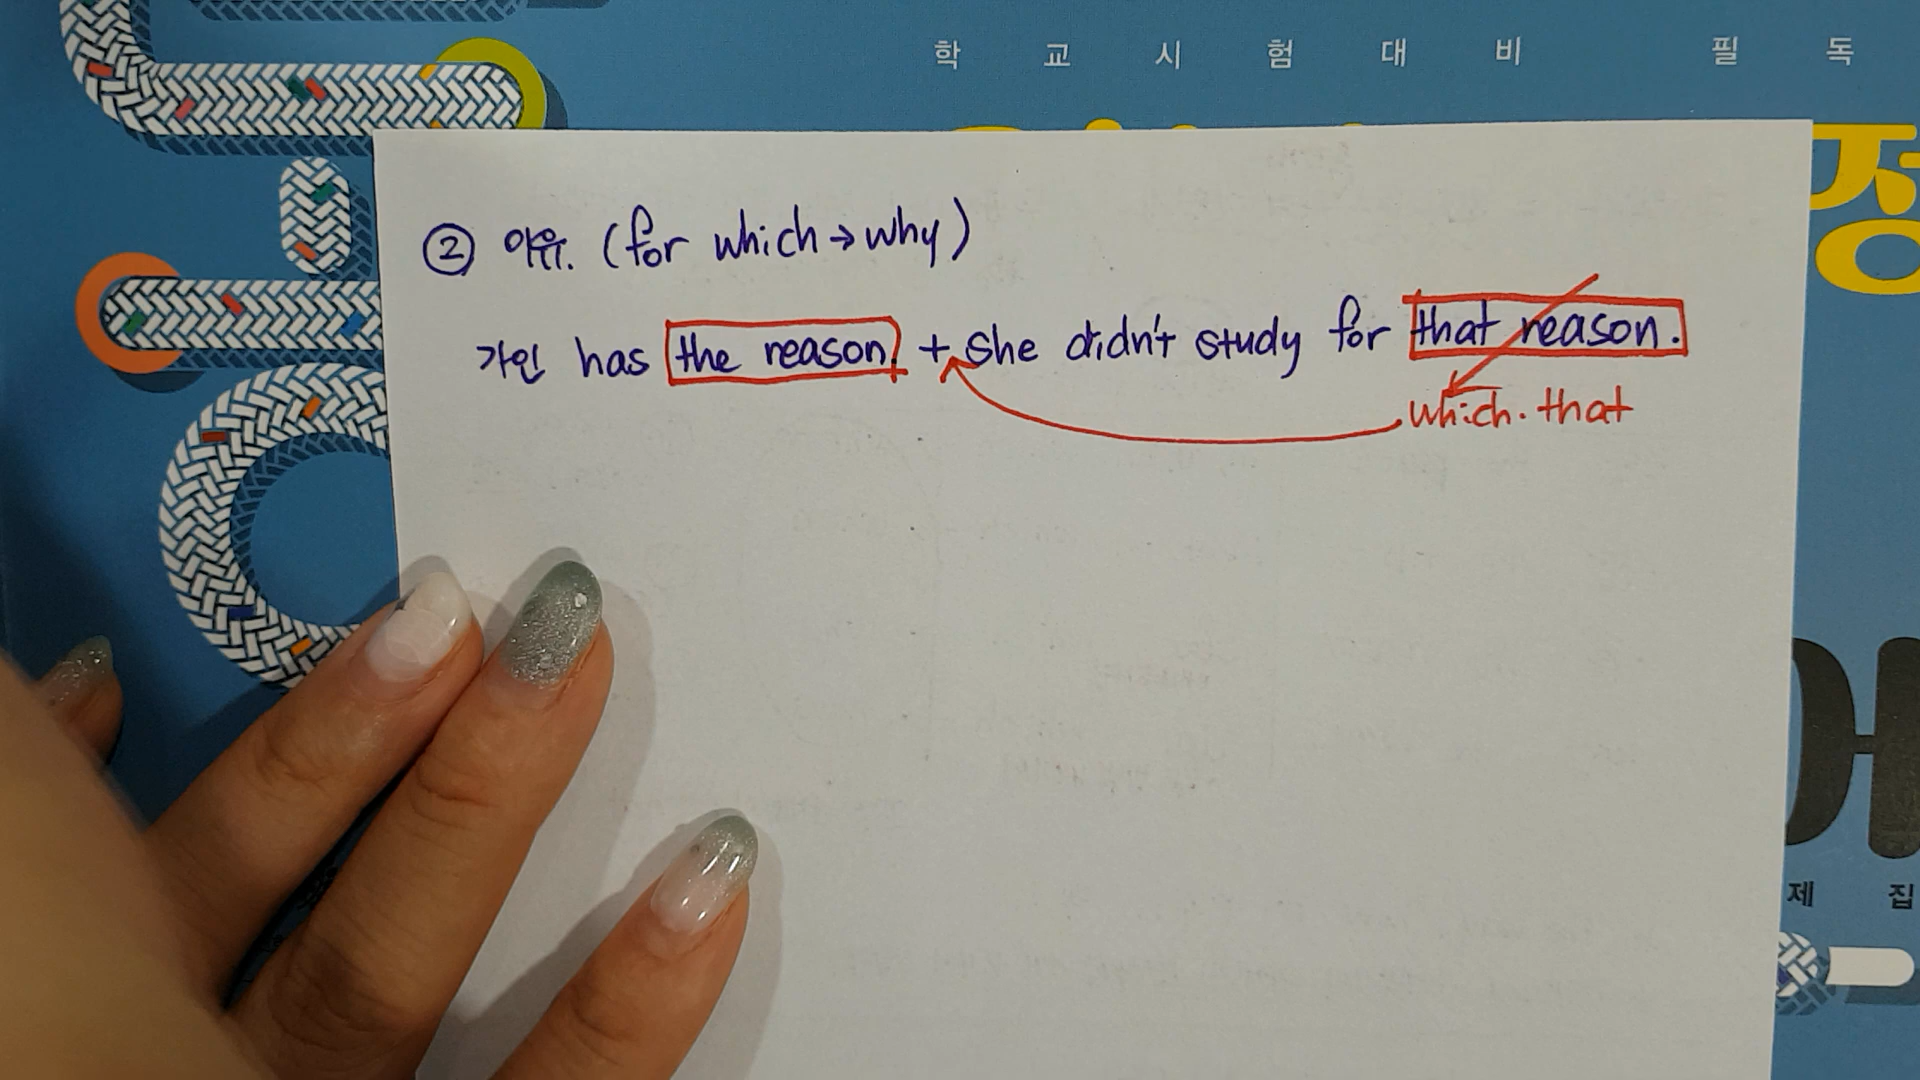 학 교 시 험 대 비 필 독
정
② 이유. (for which → why)
가인 has the reason. + she didn't study for that reason.
which. that
제 집